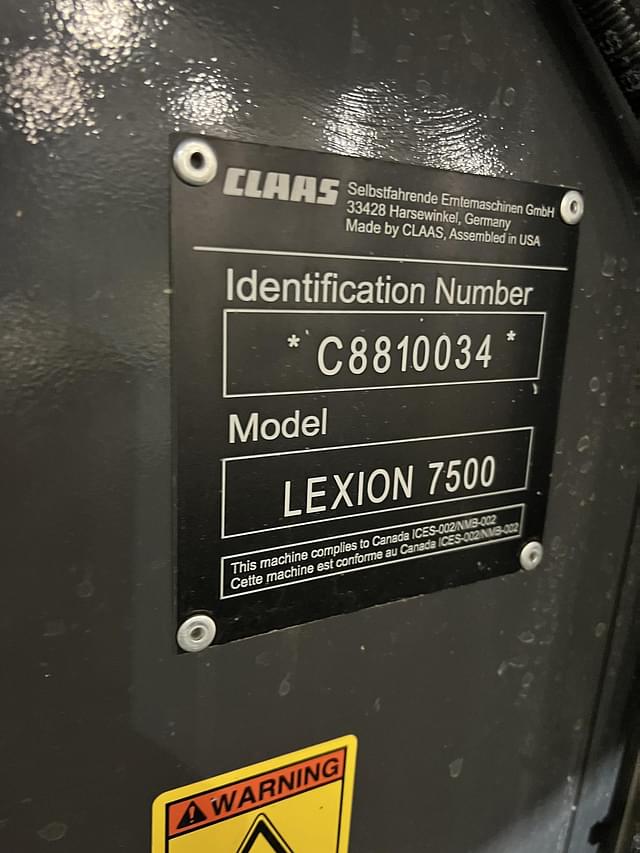 CLAAS
Selbstfahrende Erntemaschinen GmbH
33428 Harsewinkel, Germany
Made by CLAAS, Assembled in USA
Identification Number
* C8810034 *
Model
LEXION 7500
This machine complies to Canada ICES-002/NMB-002
Cette machine est conforme au Canada ICES-002/NMB-002
WARNING